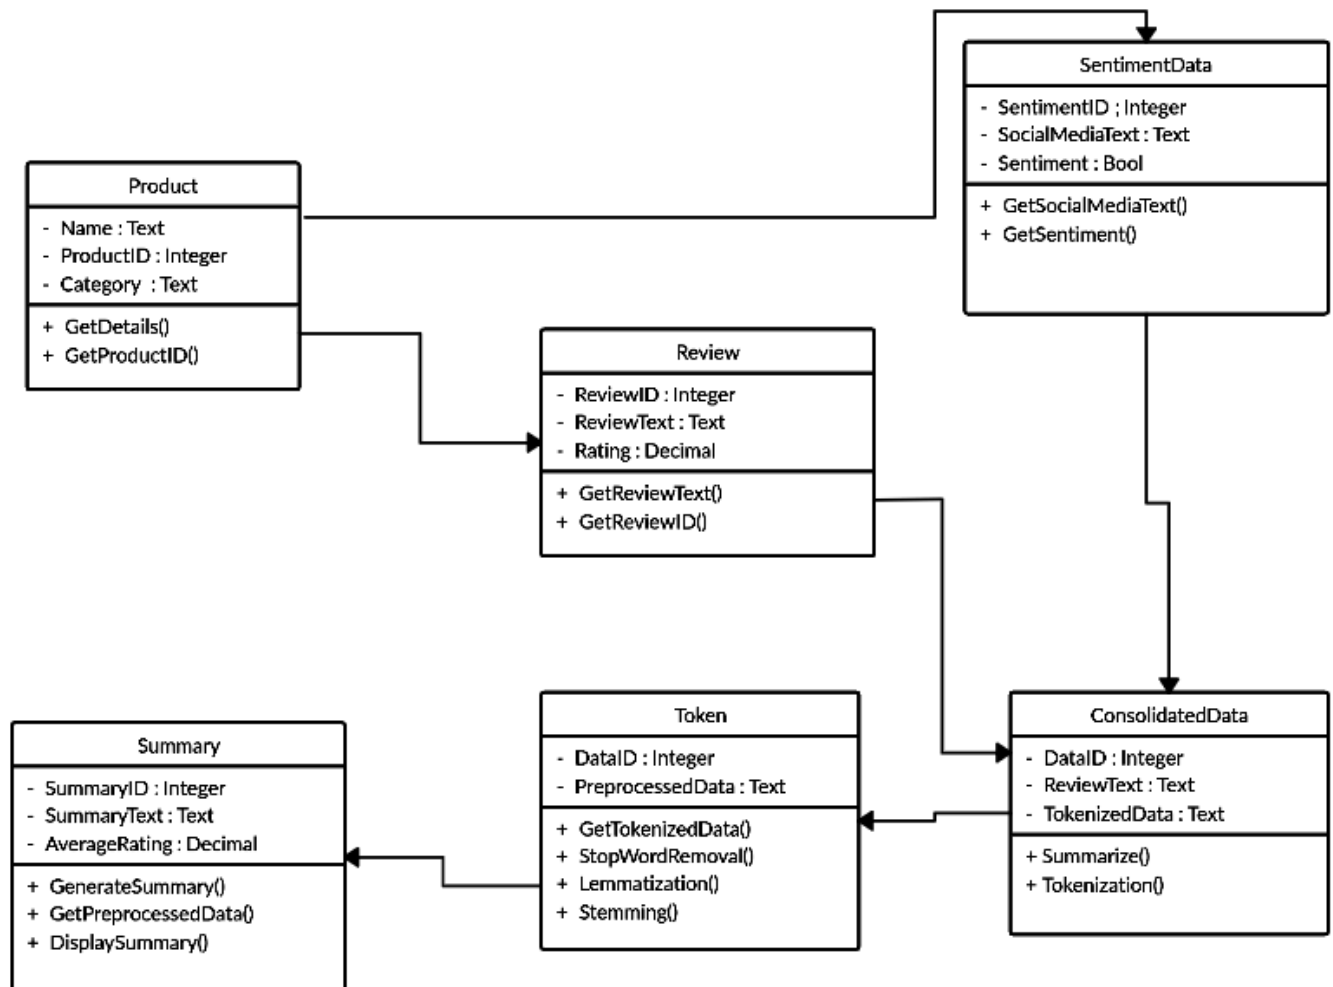 SentimentData
- SentimentID ; Integer
- SocialMediaText : Text
- Sentiment : Bool
+ GetSocialMediaText()
+ GetSentiment()
Product
- Name : Text
- ProductID : Integer
- Category : Text
+ GetDetails()
+ GetProductID()
Review
- ReviewID : Integer
- ReviewText : Text
- Rating : Decimal
+ GetReviewText()
+ GetReviewID()
ConsolidatedData
- DataID : Integer
- ReviewText : Text
- TokenizedData : Text
+ Summarize()
+ Tokenization()
Token
- DataID : Integer
- PreprocessedData : Text
+ GetTokenizedData()
+ StopWordRemoval()
+ Lemmatization()
+ Stemming()
Summary
- SummaryID : Integer
- SummaryText : Text
- AverageRating : Decimal
+ GenerateSummary()
+ GetPreprocessedData()
+ DisplaySummary()